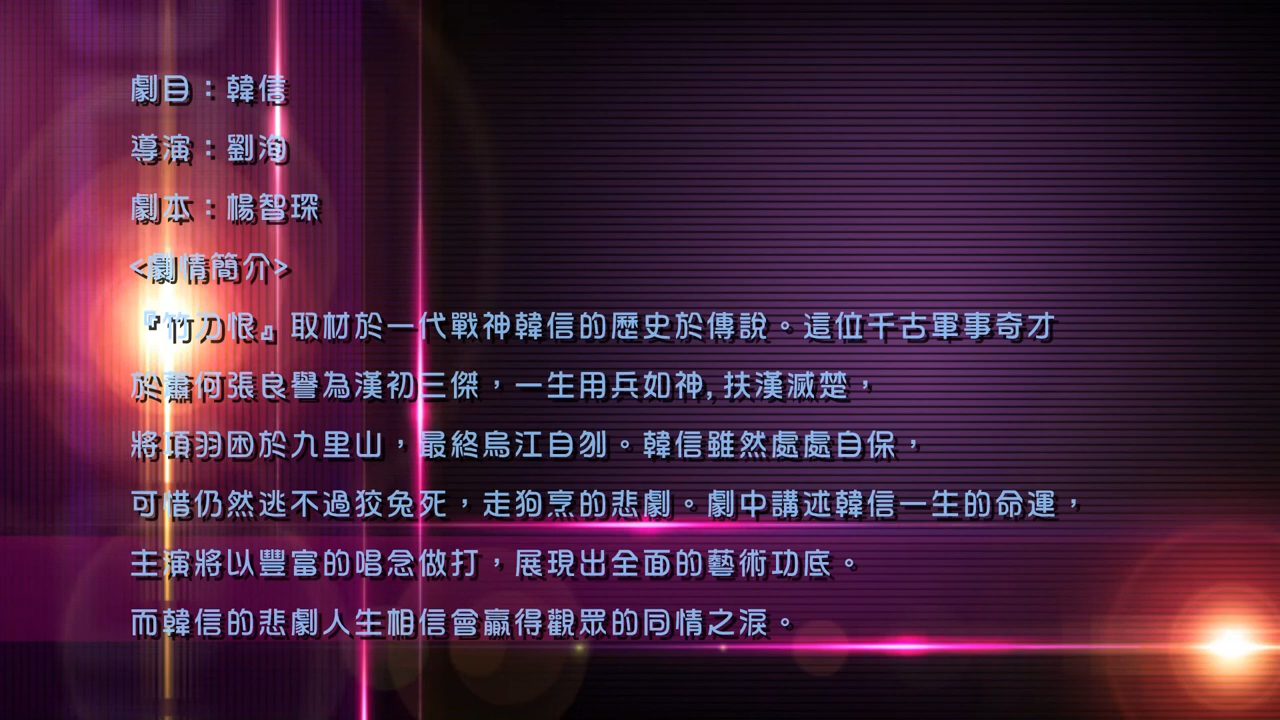 劇目：韓信
導演：劉洵
劇本：楊智琛
<劇情簡介>
『竹刀恨』取材於一代戰神韓信的歷史於傳說。這位千古軍事奇才
於蕭何張良譽為漢初三傑，一生用兵如神,扶漢滅楚，
將項羽困於九里山，最終烏江自刎。韓信雖然處處自保，
可惜仍然逃不過狡兔死，走狗烹的悲劇。劇中講述韓信一生的命運，
主演將以豐富的唱念做打，展現出全面的藝術功底。
而韓信的悲劇人生相信會贏得觀眾的同情之淚。